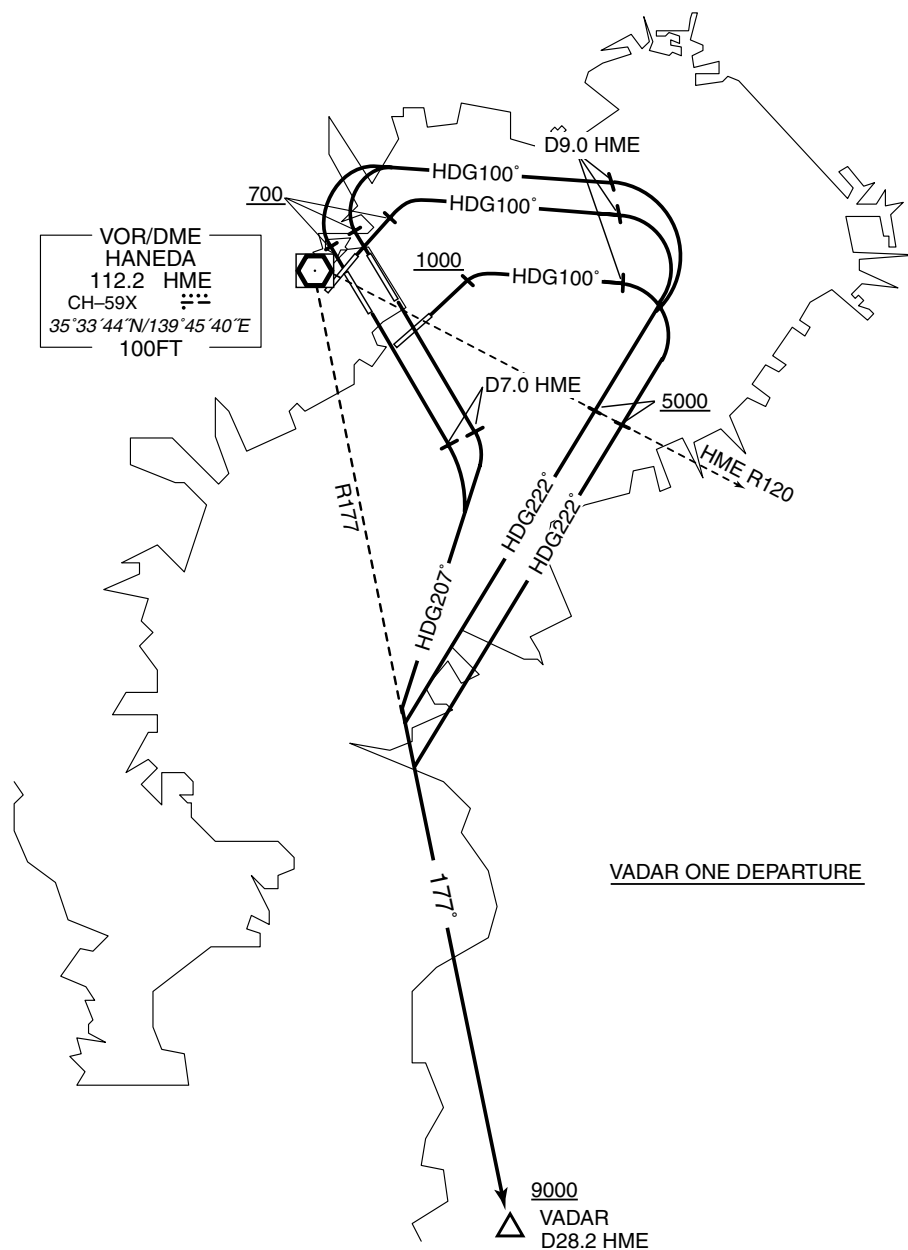 D9.0 HME
HDG100°
700
HDG100°
VOR/DME
HANEDA
112.2 HME
CH–59X
35°33´44˝N/139°45´40˝E
100FT
1000
HDG100°
D7.0 HME
5000
HME R120
R177
HDG222°
HDG222°
HDG207°
VADAR ONE DEPARTURE
177°
9000
VADAR
D28.2 HME